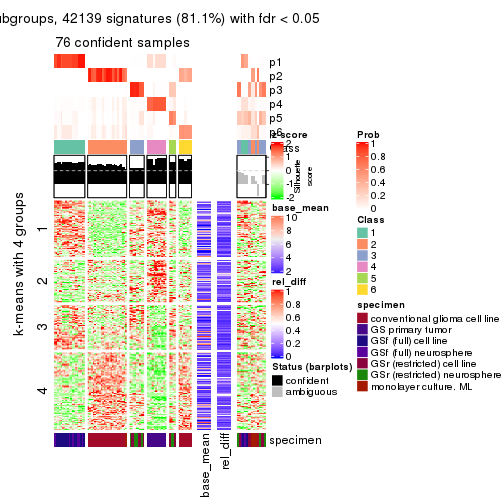 ubgroups, 42139 signatures (81.1%) with fdr < 0.05
76 confident samples
p1
p2
p3
p4
p5
p6
z-score
2
1
0
-1
-2
Silhouette
score
k-means with 4 groups
1
2
3
4
base_mean
10
8
6
4
2
rel_diff
1
0.8
0.6
0.4
0.2
0
Status (barplots)
confident
ambiguous
Prob
1
0.8
0.6
0.4
0.2
0
Class
1
2
3
4
5
6
specimen
conventional glioma cell line
GS primary tumor
GSf (full) cell line
GSf (full) neurosphere
GSr (restricted) cell line
GSr (restricted) neurosphere
monolayer culture. ML
specimen
base_mean
rel_diff